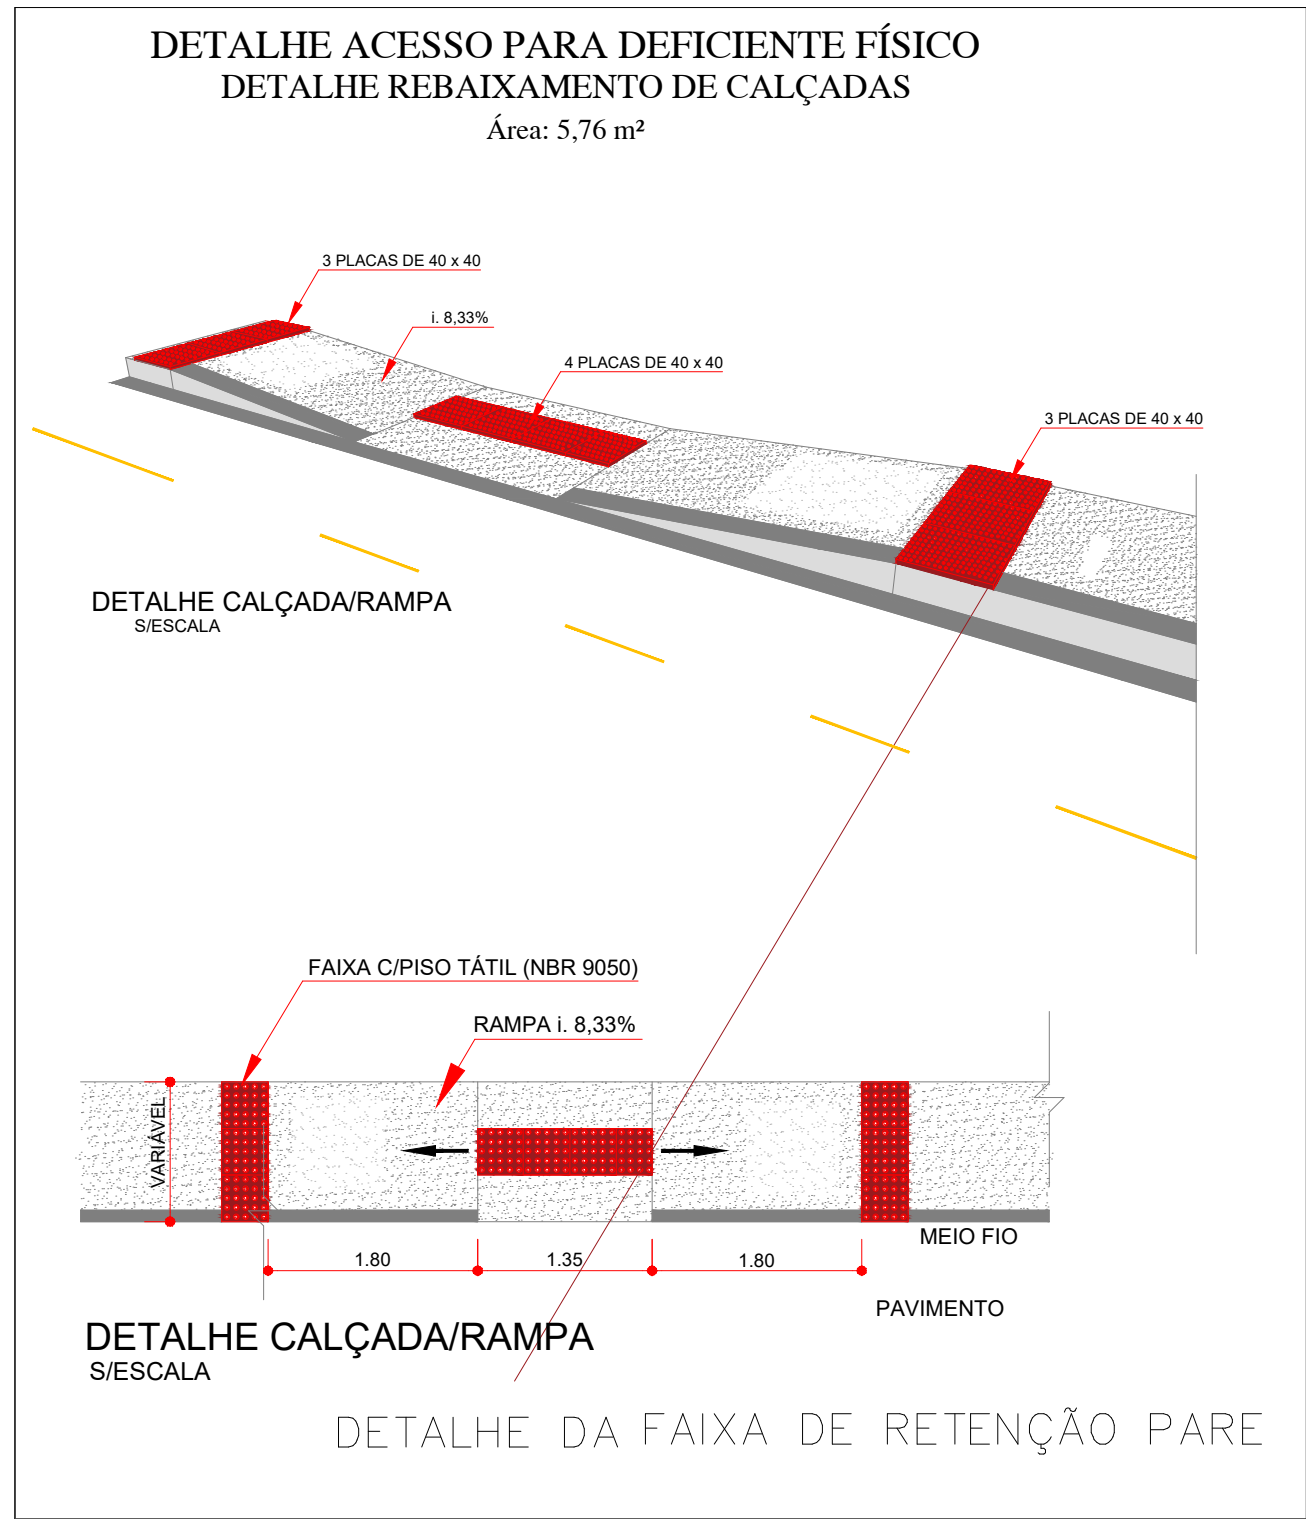 DETALHE ACESSO PARA DEFICIENTE FÍSICO
DETALHE REBAIXAMENTO DE CALÇADAS
Área: 5,76 m²
3 PLACAS DE 40 x 40
i. 8,33%
4 PLACAS DE 40 x 40
3 PLACAS DE 40 x 40
DETALHE CALÇADA/RAMPA
S/ESCALA
FAIXA C/PISO TÁTIL (NBR 9050)
RAMPA i. 8,33%
VARIÁVEL
MEIO FIO
1.80
1.35
1.80
PAVIMENTO
DETALHE CALÇADA/RAMPA
S/ESCALA
DETALHE DA FAIXA DE RETENÇÃO PARE